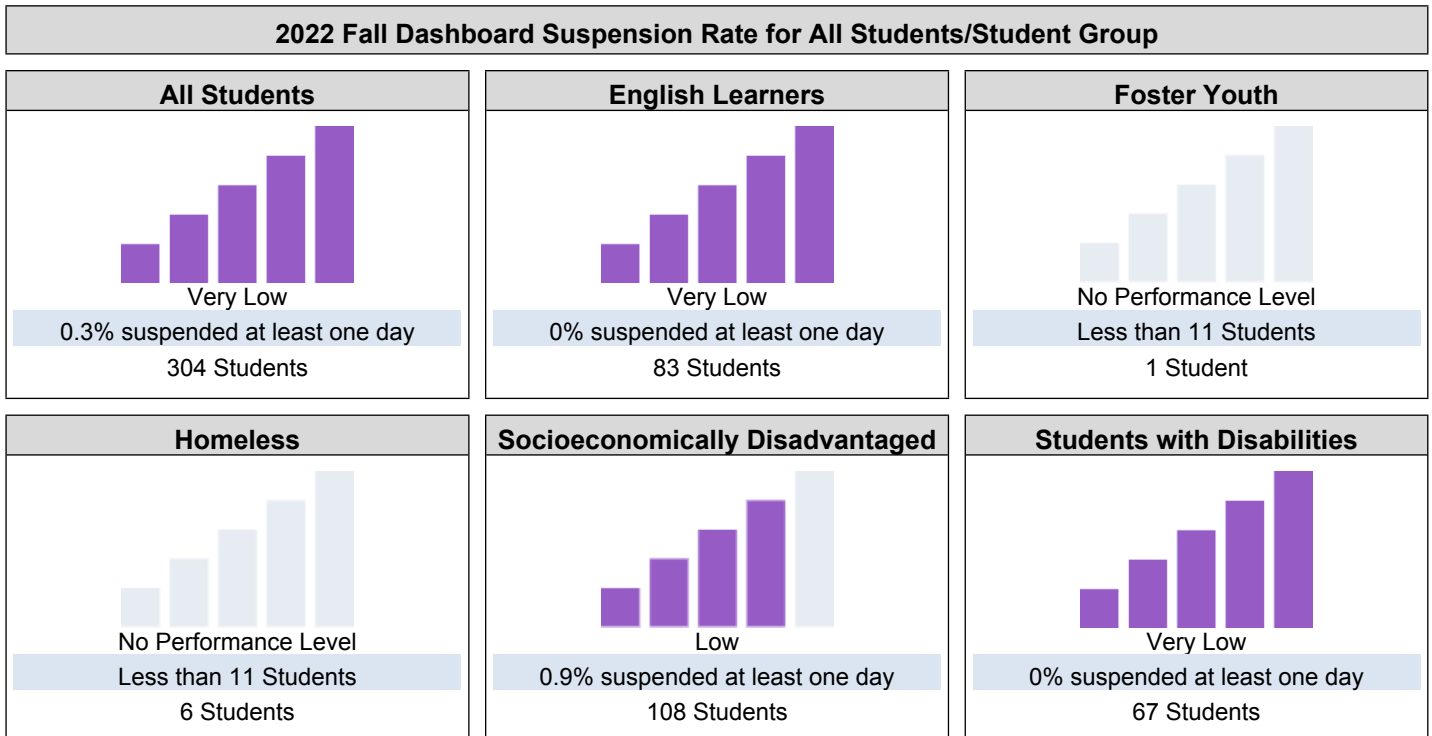 2022 Fall Dashboard Suspension Rate for All Students/Student Group
All Students
Very Low
0.3% suspended at least one day
304 Students
English Learners
Very Low
0% suspended at least one day
83 Students
Foster Youth
No Performance Level
Less than 11 Students
1 Student
Homeless
No Performance Level
Less than 11 Students
6 Students
Socioeconomically Disadvantaged
Low
0.9% suspended at least one day
108 Students
Students with Disabilities
Very Low
0% suspended at least one day
67 Students